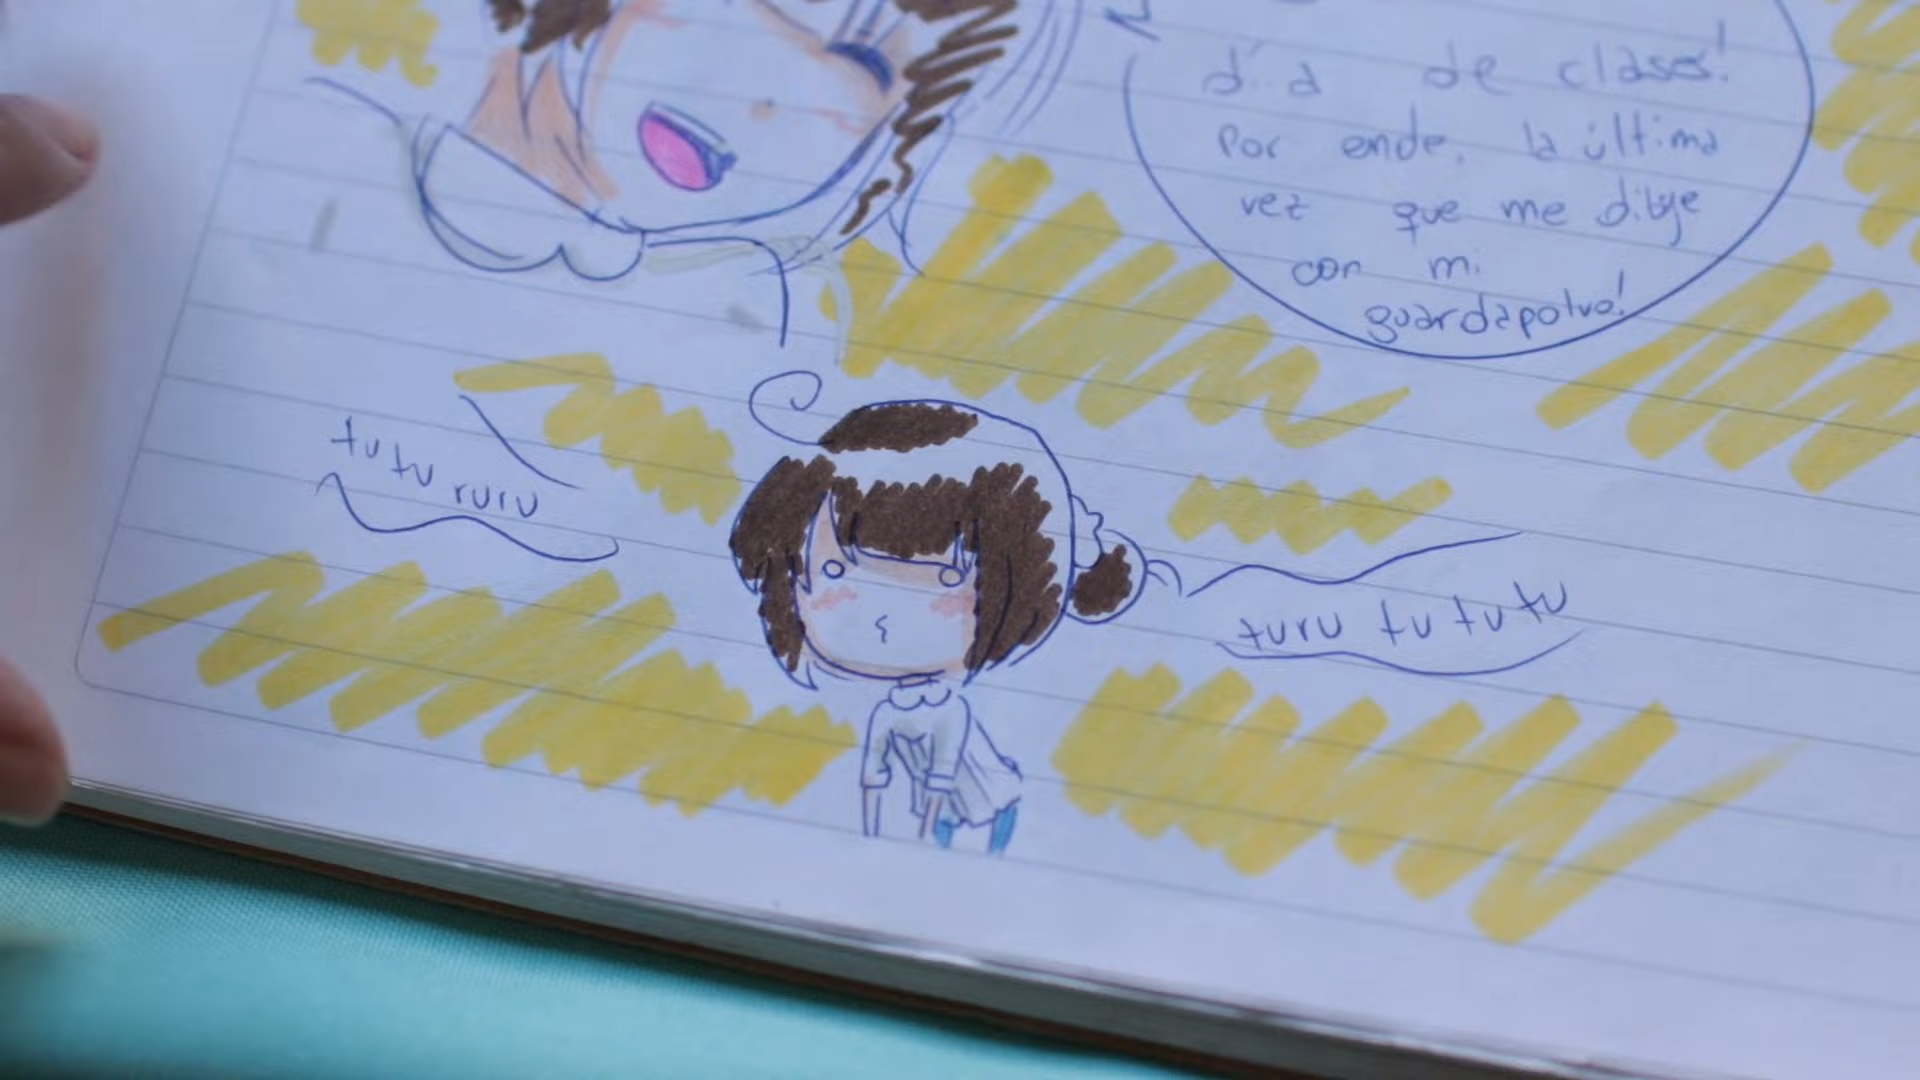 día de clases!
Por ende, la última
vez que me dibuje
con mi
guardapolvo!
tu tu ruru
turu tu tu tu